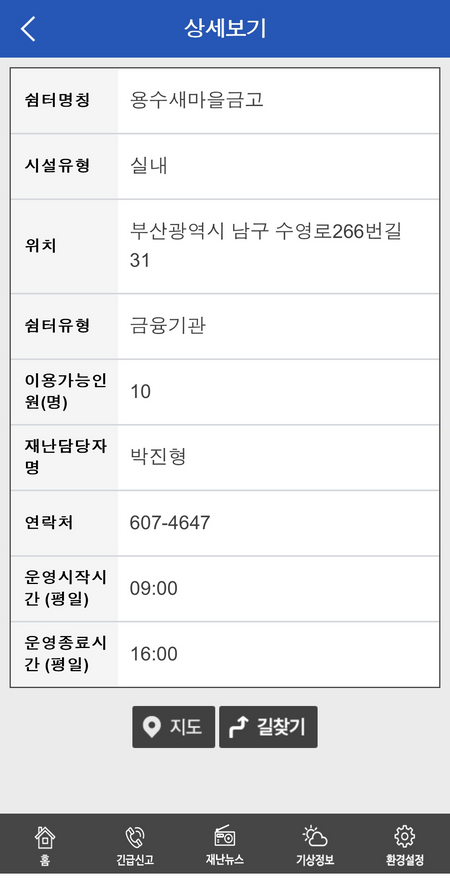 상세보기
쉼터명칭
용수새마을금고
시설유형
실내
위치
부산광역시 남구 수영로266번길
31
쉼터유형
금융기관
이용가능인
원(명)
10
재난담당자
명
박진형
연락처
607-4647
운영시작시
간 (평일)
09:00
운영종료시
간 (평일)
16:00
지도
길찾기
홈
긴급신고
재난뉴스
기상정보
환경설정